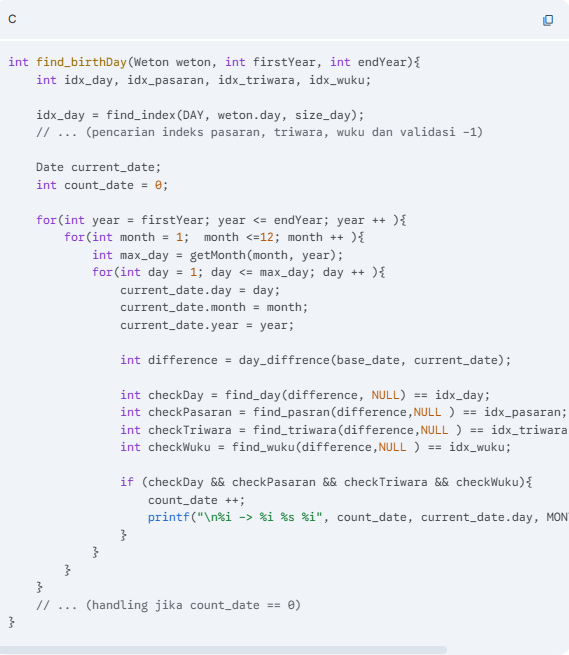 C
int find_birthDay(Weton weton, int firstYear, int endYear){
    int idx_day, idx_pasaran, idx_triwara, idx_wuku;
    idx_day = find_index(DAY, weton.day, size_day);
    // ... (pencarian indeks pasaran, triwara, wuku dan validasi -1)
    Date current_date;
    int count_date = 0;
    for(int year = firstYear; year <= endYear; year ++ ){
        for(int month = 1;  month <=12; month ++ ){
            int max_day = getMonth(month, year);
            for(int day = 1; day <= max_day; day ++ ){
                current_date.day = day;
                current_date.month = month;
                current_date.year = year;
                int difference = day_diffrence(base_date, current_date);
                int checkDay = find_day(difference, NULL) == idx_day;
                int checkPasaran = find_pasran(difference,NULL ) == idx_pasaran;
                int checkTriwara = find_triwara(difference,NULL ) == idx_triwara
                int checkWuku = find_wuku(difference,NULL ) == idx_wuku;
                if (checkDay && checkPasaran && checkTriwara && checkWuku){
                    count_date ++;
                    printf("\n%i -> %i %s %i", count_date, current_date.day, MON
                }
            }
        }
    }
    // ... (handling jika count_date == 0)
}